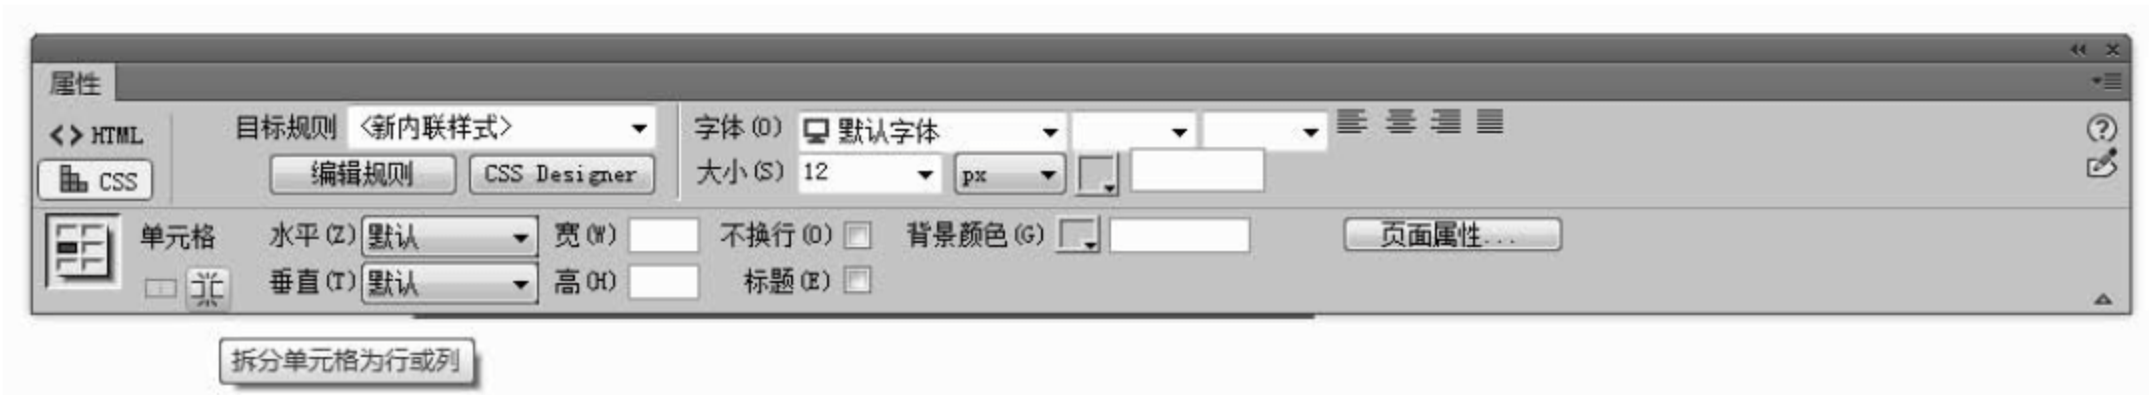 属性
<> HTML 目标规则 <新内联样式> 字体(O) 默认字体
CSS 编辑规则 CSS Designer 大小(S) 12 px
单元格 水平(Z) 默认 宽(W) 不换行(O) 背景颜色(G) 页面属性...
垂直(T) 默认 高(H) 标题(E)
拆分单元格为行或列